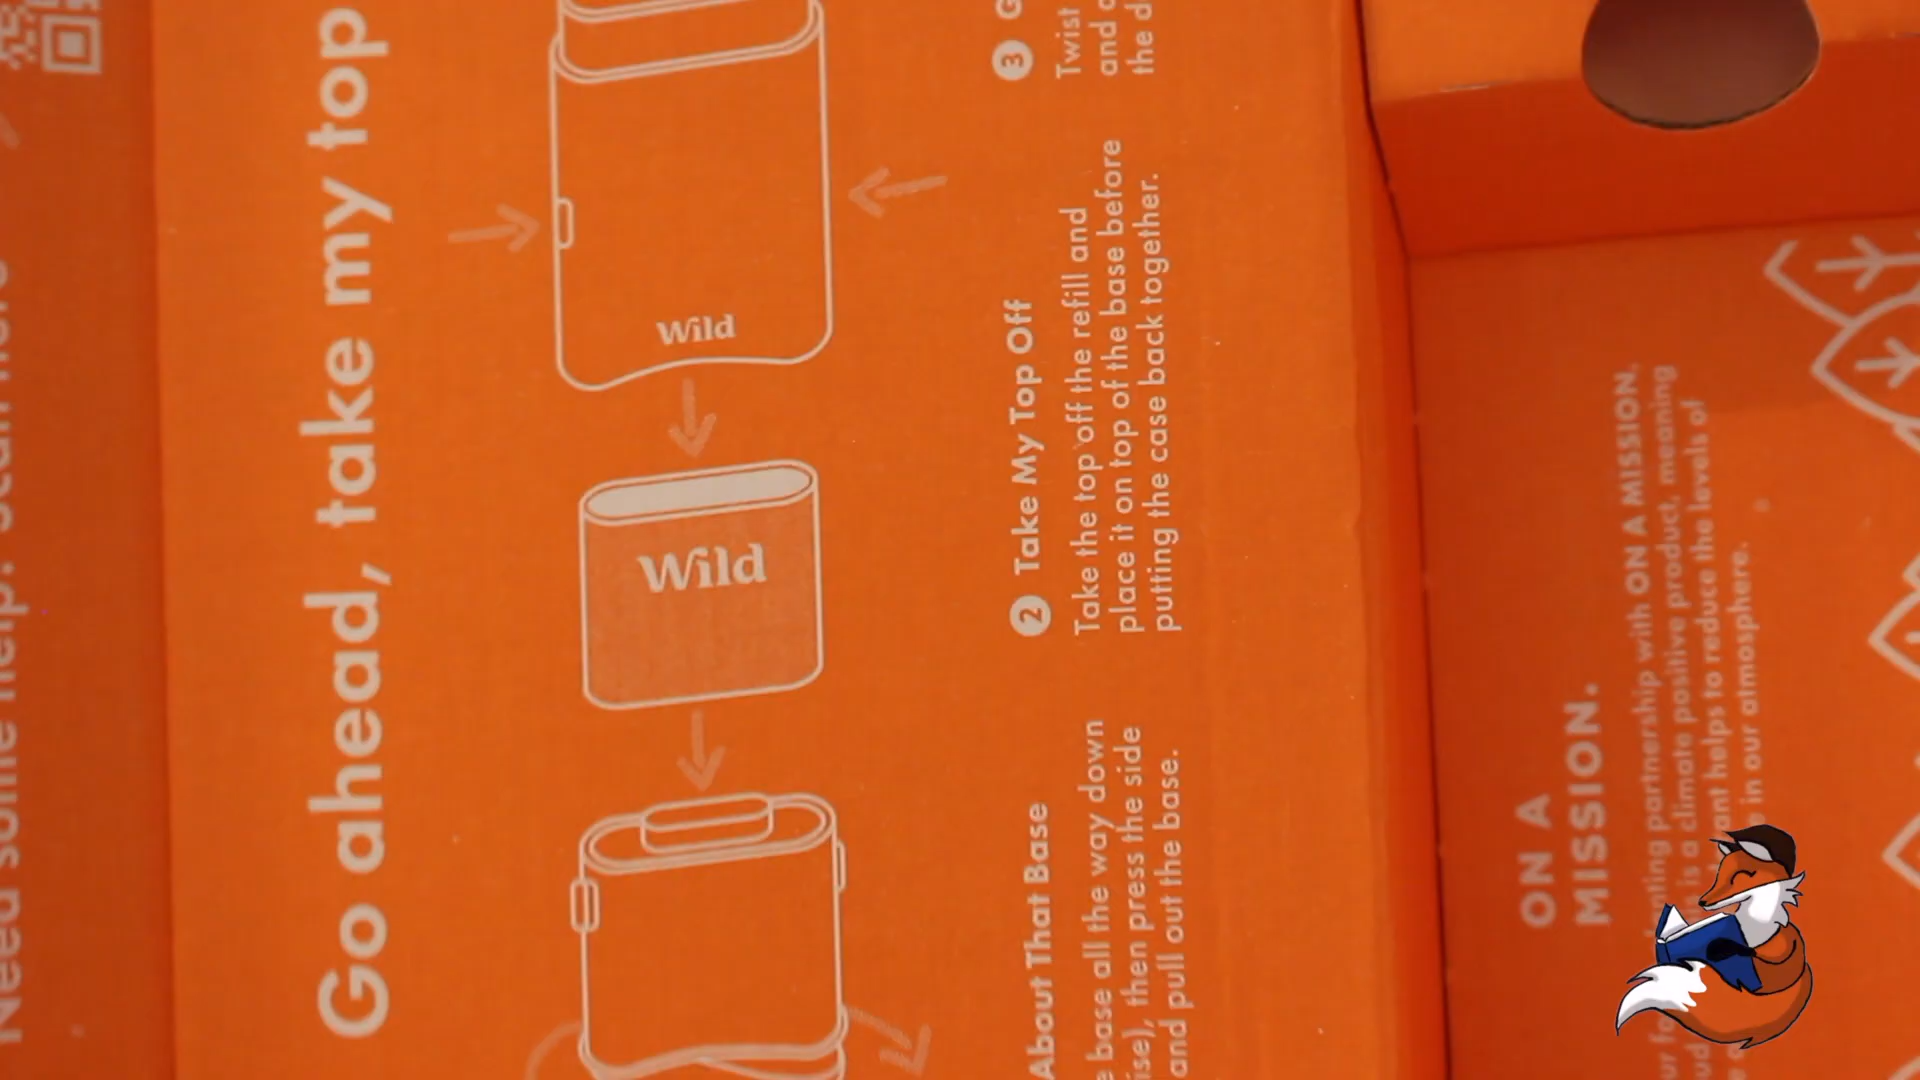 Need some help?
Go ahead, take my top
Wild
Wild
About That Base
base all the way down
then press the side
and pull out the base.
2 Take My Top Off
Take the top off the refill and
place it on top of the base before
putting the case back together.
3 G
Twist
and
the d
ON A
MISSION.
partnership with ON A MISSION,
is a climate positive product, meaning
helps to reduce the levels of
in our atmosphere.